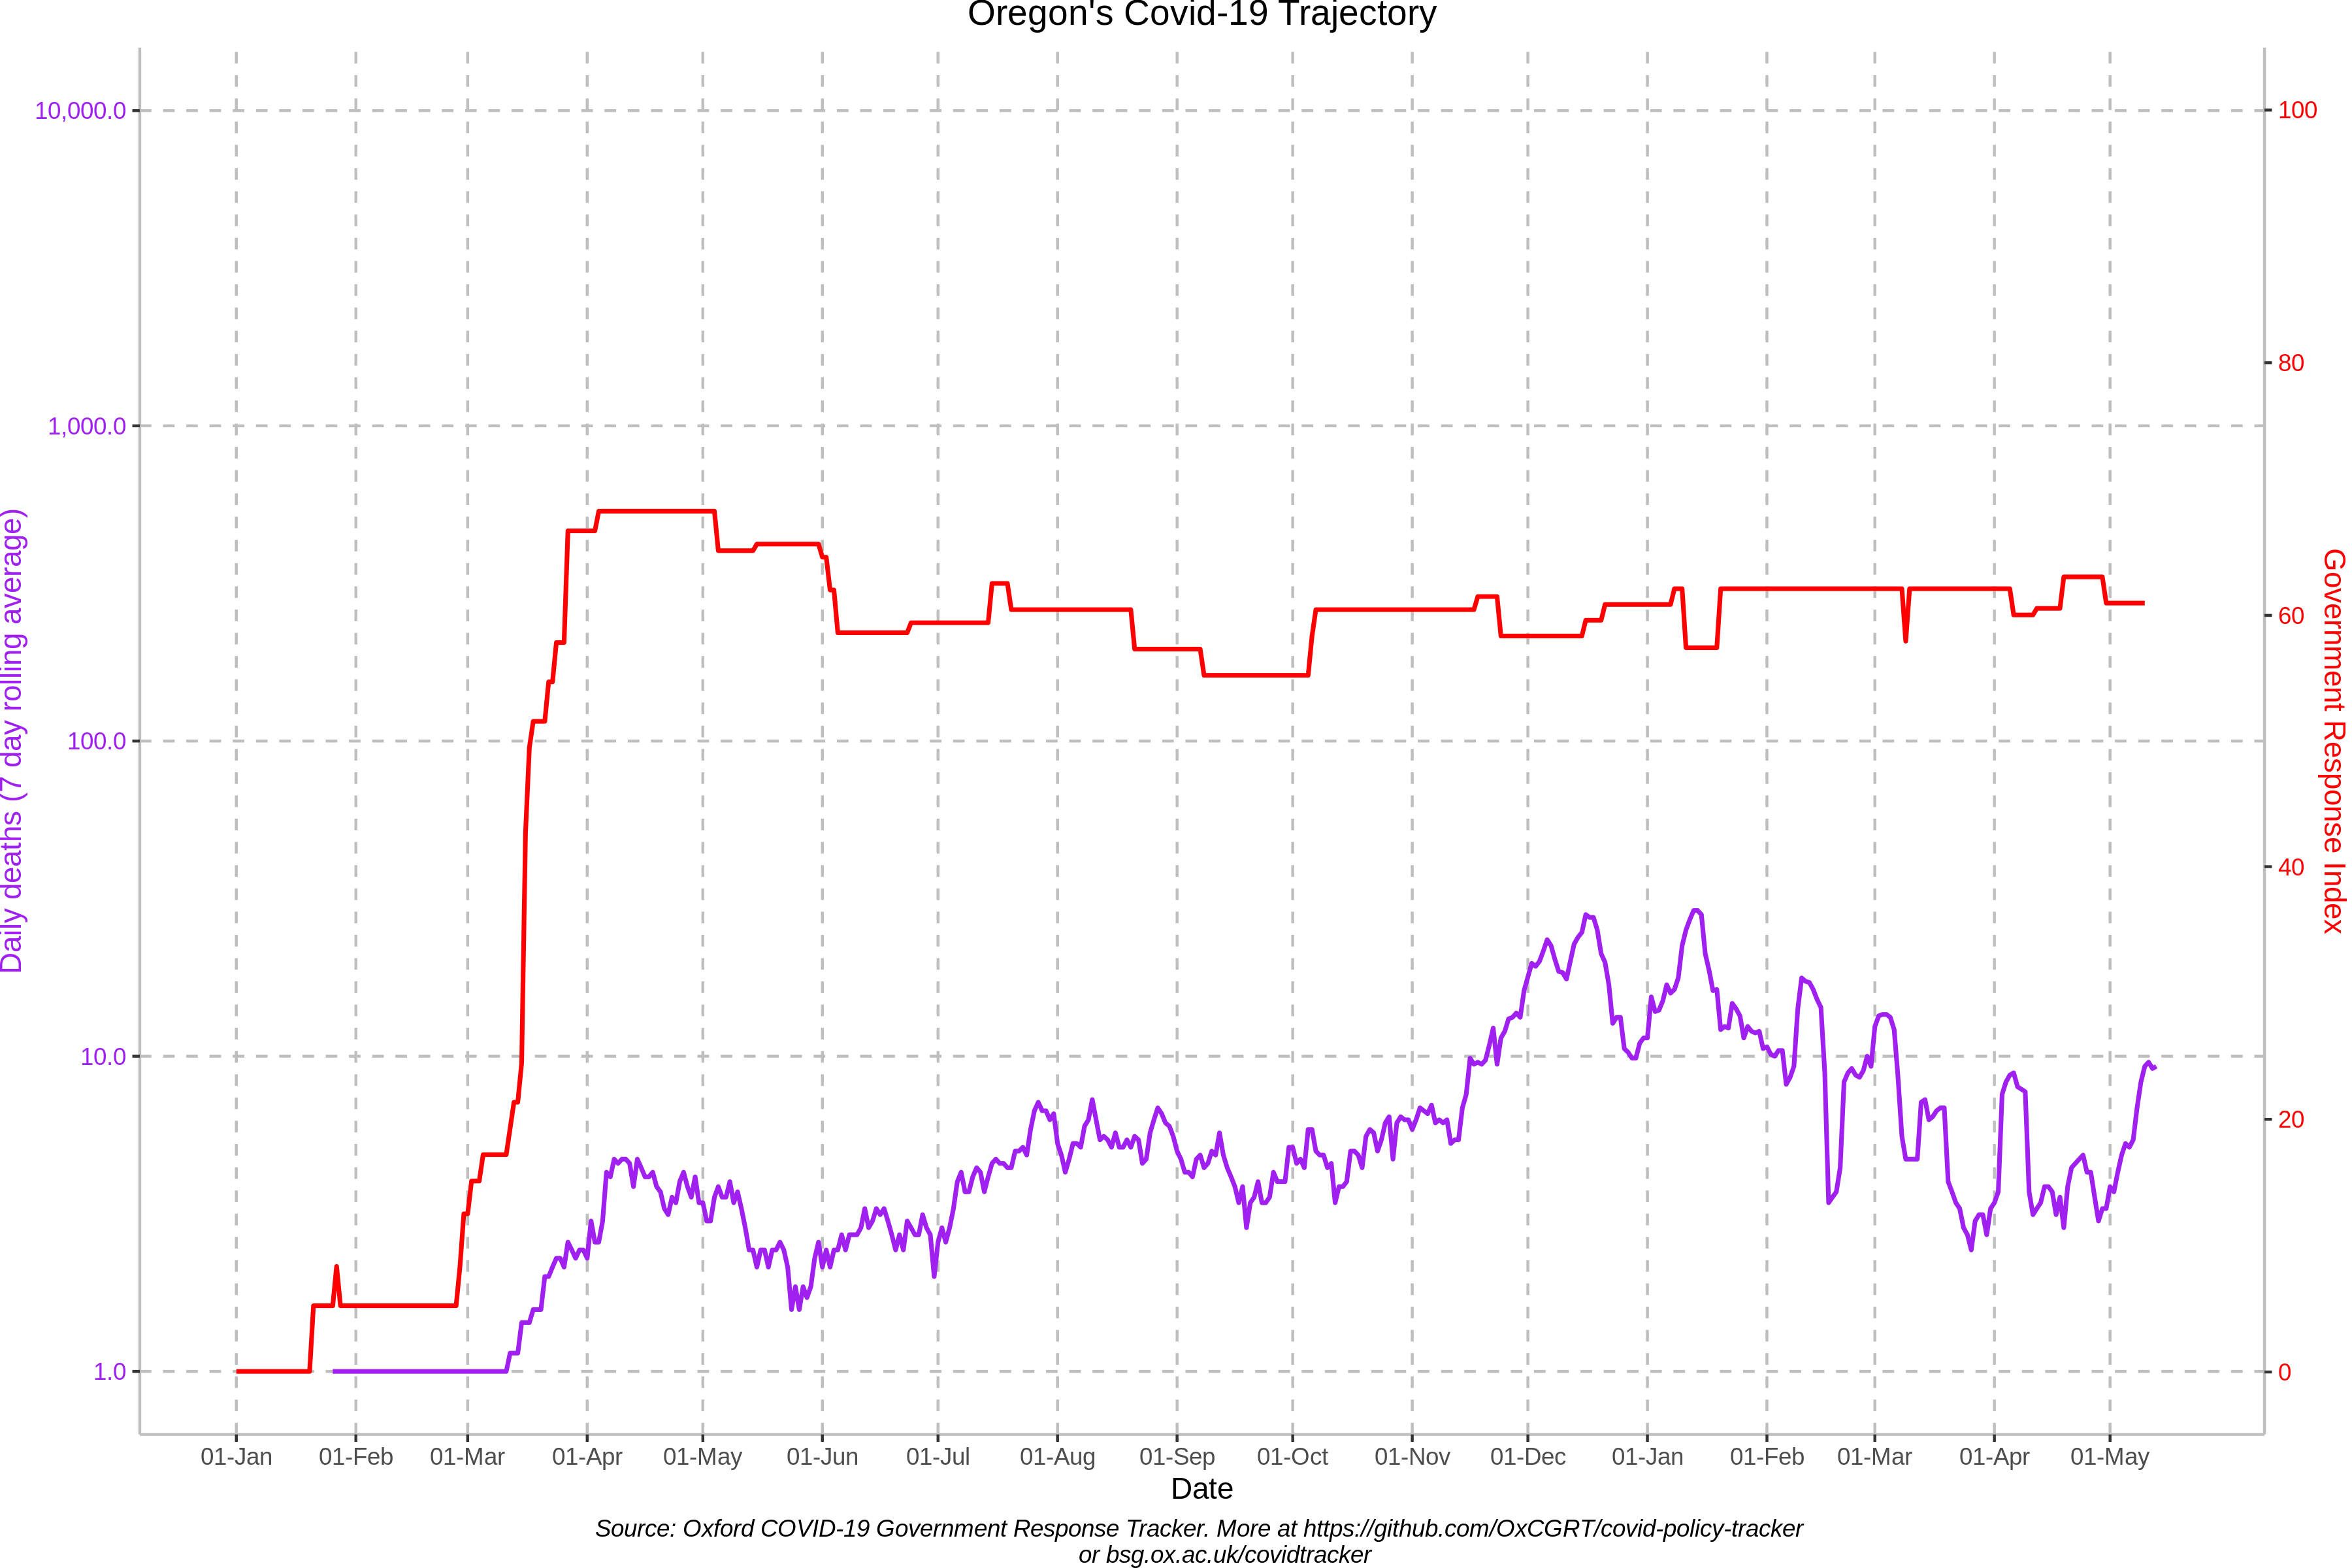 Oregon's Covid-19 Trajectory
10,000.0
1,000.0
100.0
10.0
1.0
Daily deaths (7 day rolling average)
100
80
60
40
20
0
Government Response Index
01-Jan 01-Feb 01-Mar 01-Apr 01-May 01-Jun 01-Jul 01-Aug 01-Sep 01-Oct 01-Nov 01-Dec 01-Jan 01-Feb 01-Mar 01-Apr 01-May
Date
Source: Oxford COVID-19 Government Response Tracker. More at https://github.com/OxCGRT/covid-policy-tracker
or bsg.ox.ac.uk/covidtracker